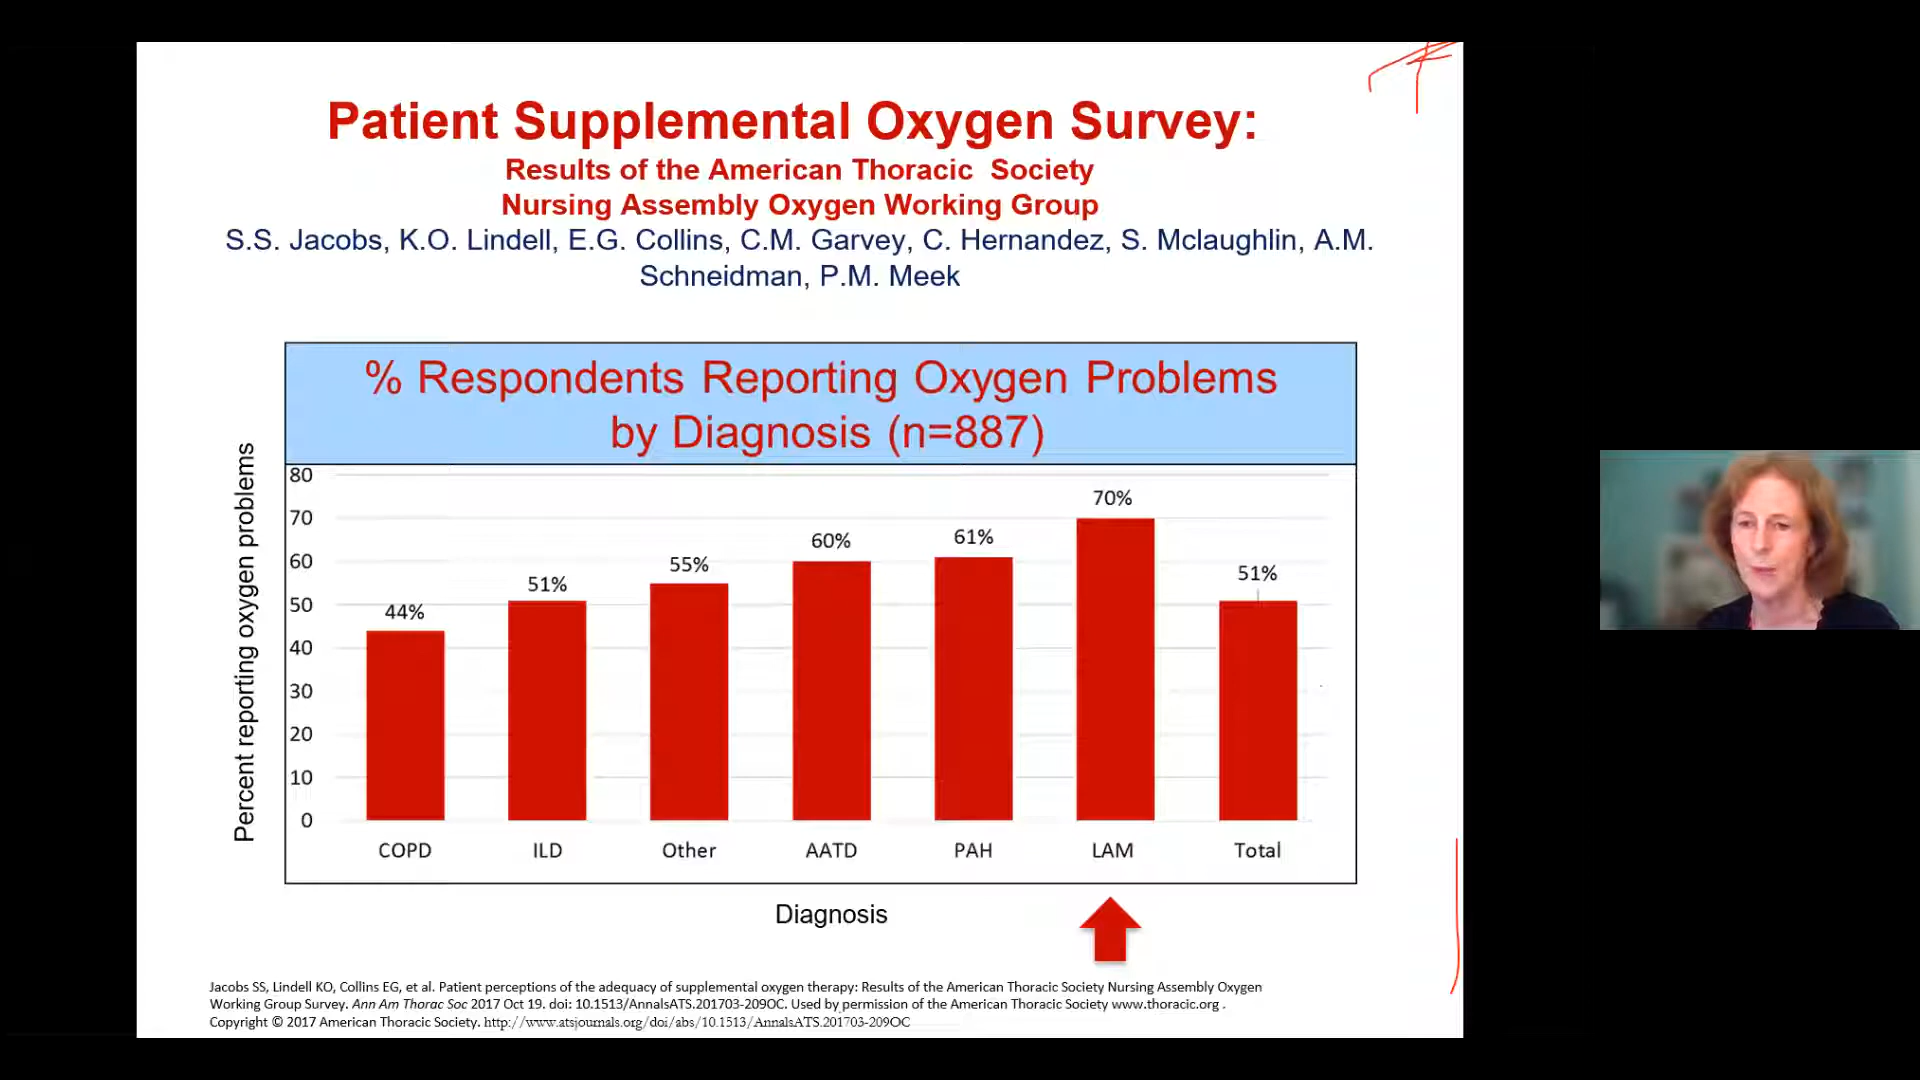 Patient Supplemental Oxygen Survey:
Results of the American Thoracic Society
Nursing Assembly Oxygen Working Group
S.S. Jacobs, K.O. Lindell, E.G. Collins, C.M. Garvey, C. Hernandez, S. Mclaughlin, A.M.
Schneidman, P.M. Meek
% Respondents Reporting Oxygen Problems
by Diagnosis (n=887)
Percent reporting oxygen problems
80
70
60
50
40
30
20
10
0
44%
51%
55%
60%
61%
70%
51%
COPD
ILD
Other
AATD
PAH
LAM
Total
Diagnosis
Jacobs SS, Lindell KO, Collins EG, et al. Patient perceptions of the adequacy of supplemental oxygen therapy: Results of the American Thoracic Society Nursing Assembly Oxygen
Working Group Survey. Ann Am Thorac Soc 2017 Oct 19. doi: 10.1513/AnnalsATS.201703-209OC. Used by permission of the American Thoracic Society www.thoracic.org .
Copyright © 2017 American Thoracic Society. http://www.atsjournals.org/doi/abs/10.1513/AnnalsATS.201703-209OC